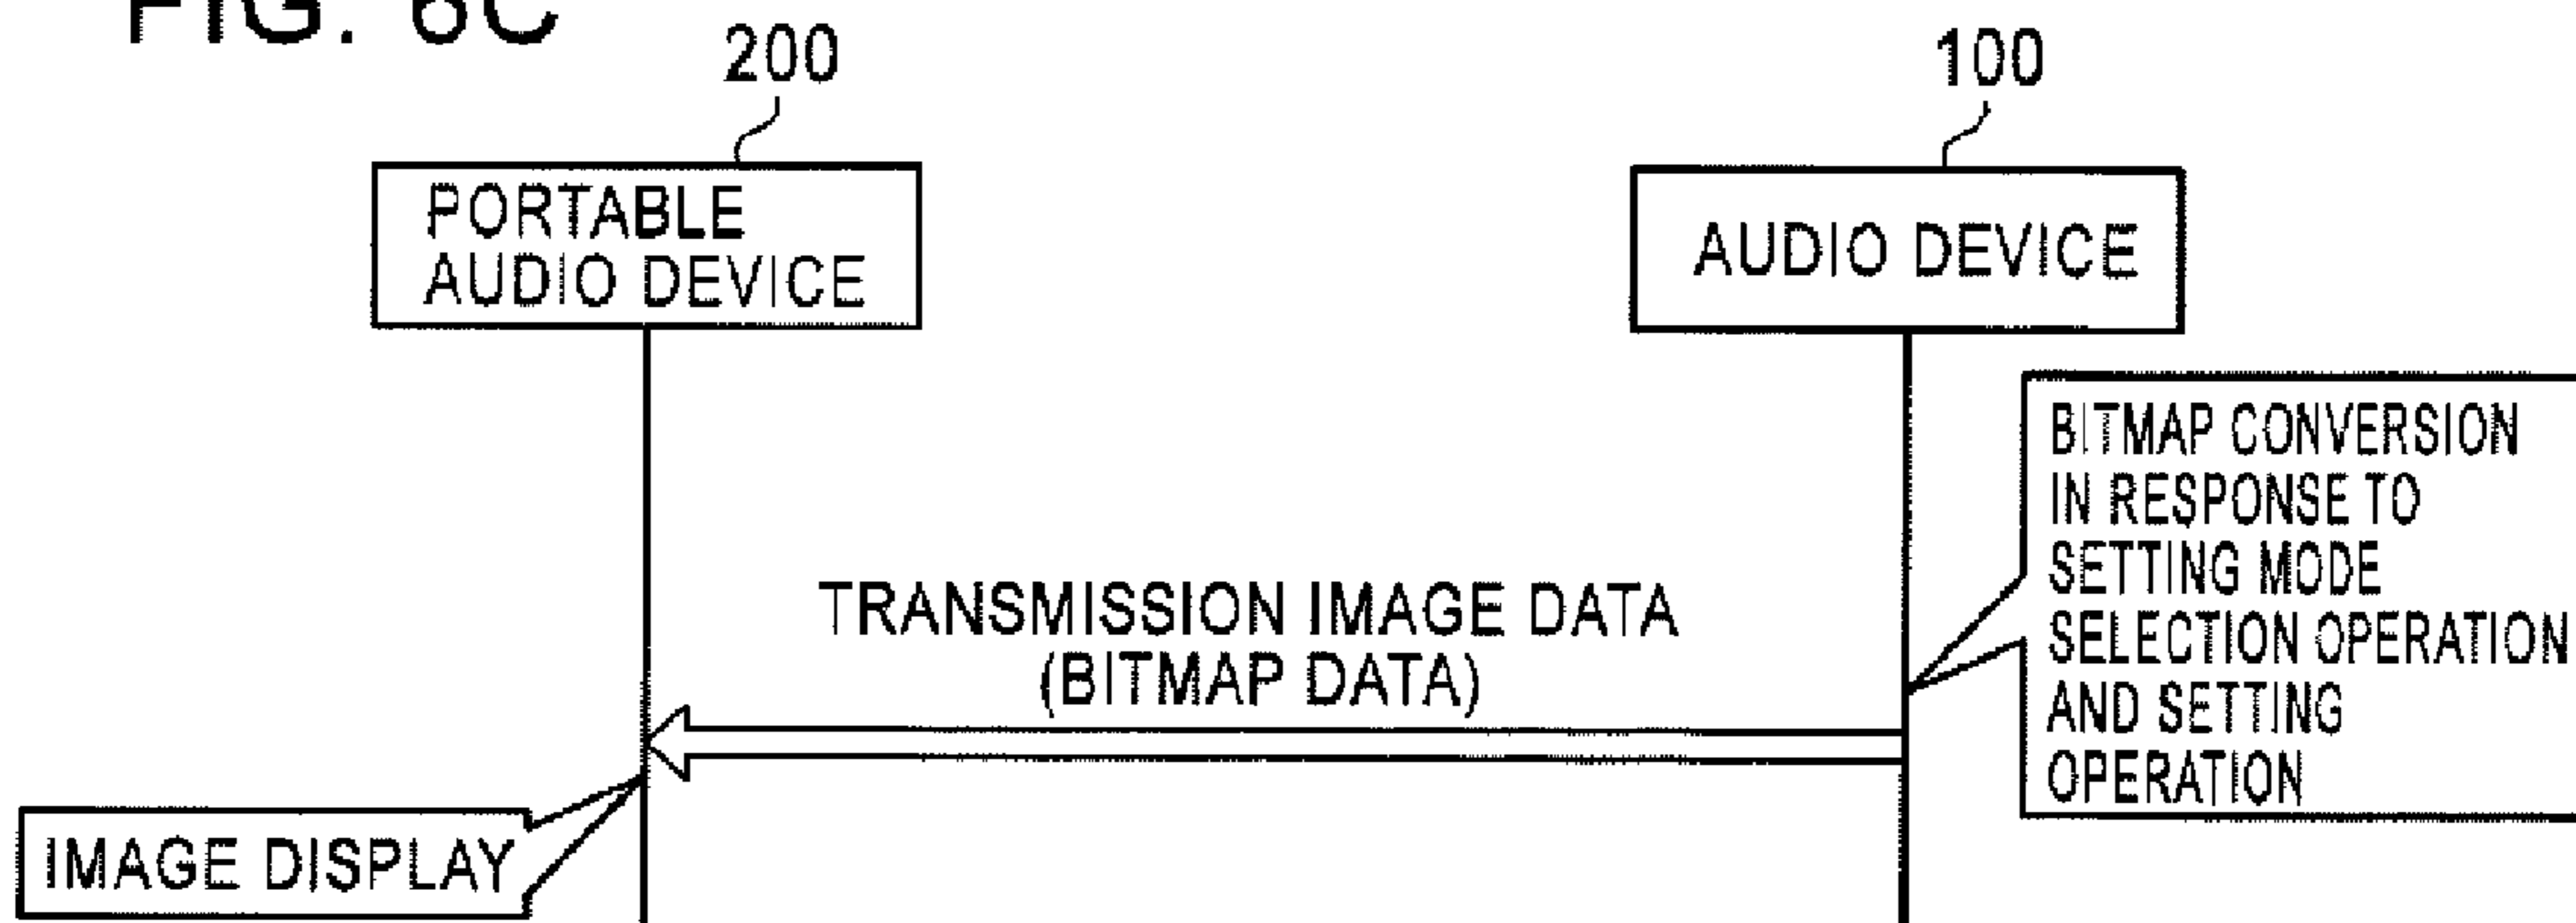 FIG. 6C
200
100
PORTABLE
AUDIO DEVICE
AUDIO DEVICE
BITMAP CONVERSION
IN RESPONSE TO
SETTING MODE
SELECTION OPERATION
AND SETTING
OPERATION
TRANSMISSION IMAGE DATA
(BITMAP DATA)
IMAGE DISPLAY